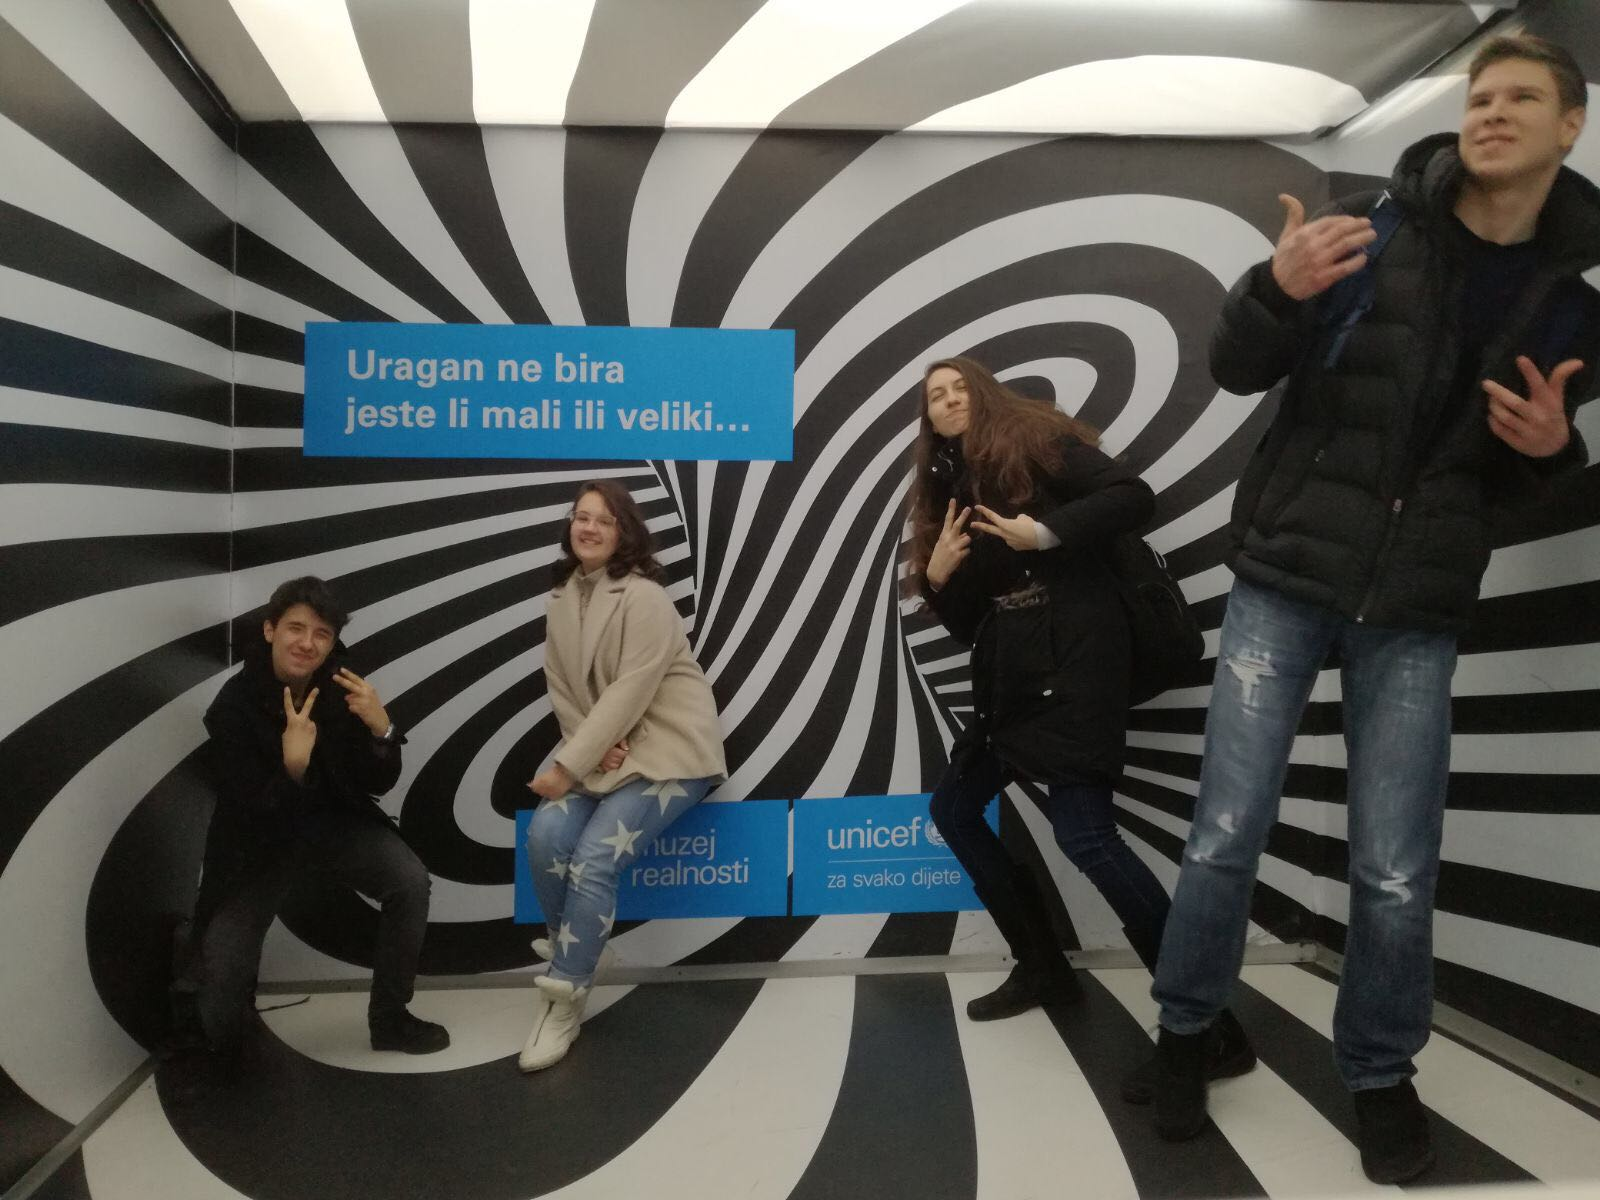 Uragan ne bira
jeste li mali ili veliki...
muzej
realnosti
unicef
za svako dijete